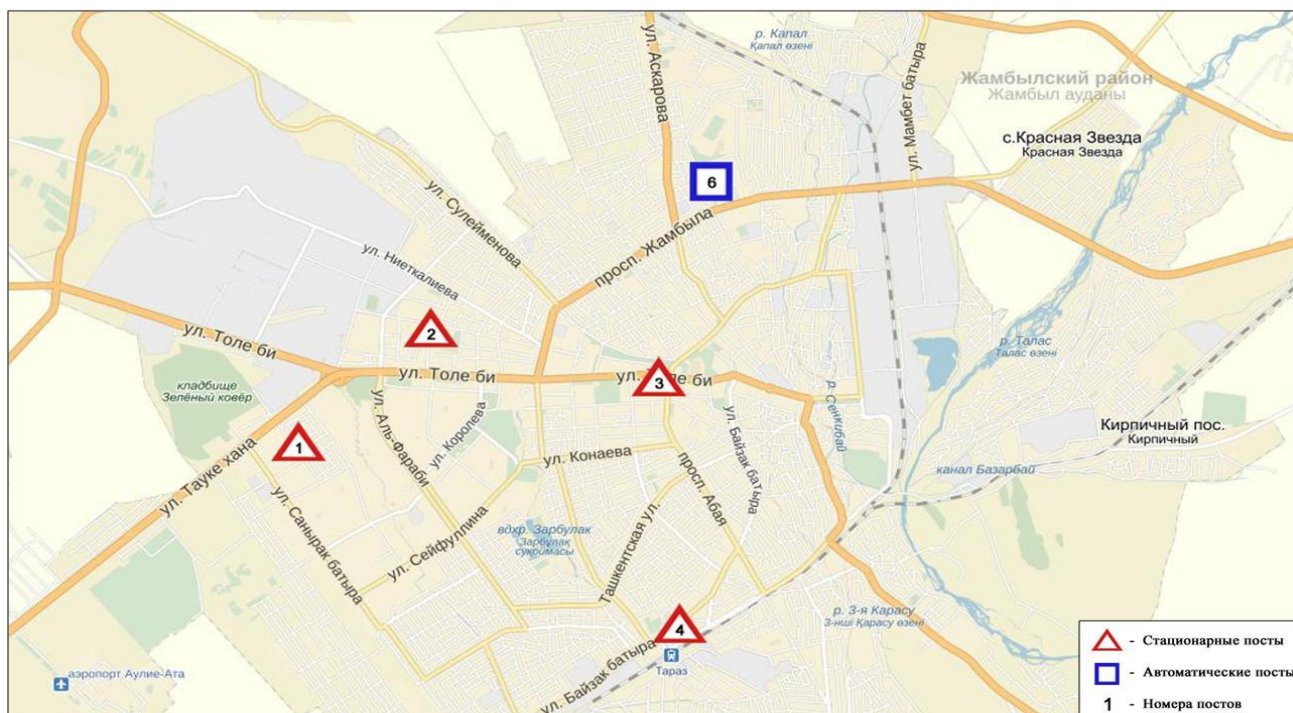 ул. Аскарова
р. Капал
Қапал өзені
ул. Мамбет батыра
Жамбылский район
Жамбыл ауданы
с.Красная Звезда
Красная Звезда
6
ул. Сулейменова
просп. Жамбыла
ул. Ниеткалиева
2
ул. Толе би
р. Талас
Талас өзені
ул. Толе би
ул. Толе би
3
кладбище
Зелёный ковёр
р. Сенкибай
ул. Аль-Фараби
ул. Королева
ул. Байзак батыра
Кирпичный пос.
Кирпичный
1
ул. Тауке хана
ул. Конаева
просп. Абая
канал Базарбай
ул. Санырак батыра
ул. Сейфуллина
вдхр. Зарбулак
Зарбұлақ
суқоймасы
Ташкентская ул.
р. 3-я Карасу
3-нші Қарасу өзені
4
ул. Байзак батыра
Тараз
аэропорт Аулие-Ата
- Стационарные посты
- Автоматические посты
1 - Номера постов